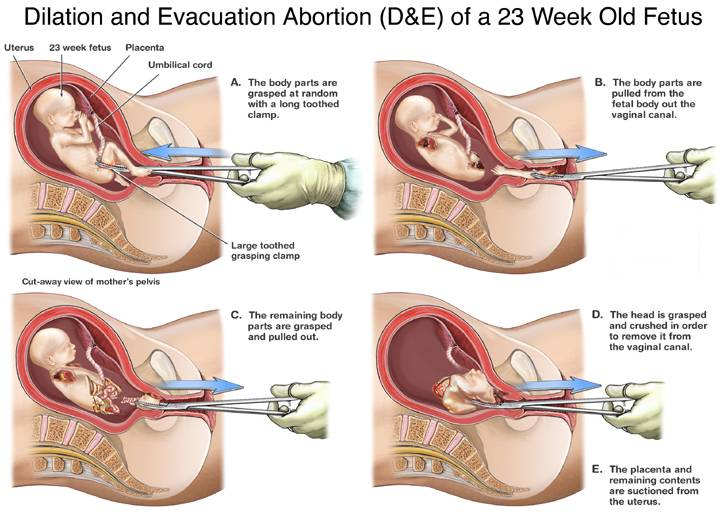 Dilation and Evacuation Abortion (D&E) of a 23 Week Old Fetus
Uterus 23 week fetus Placenta
Umbilical cord
A. The body parts are
grasped at random
with a long toothed
clamp.
Large toothed
grasping clamp
Cut-away view of mother's pelvis
B. The body parts are
pulled from the
fetal body out the
vaginal canal.
C. The remaining body
parts are grasped
and pulled out.
D. The head is grasped
and crushed in order
to remove it from
the vaginal canal.
E. The placenta and
remaining contents
are suctioned from
the uterus.